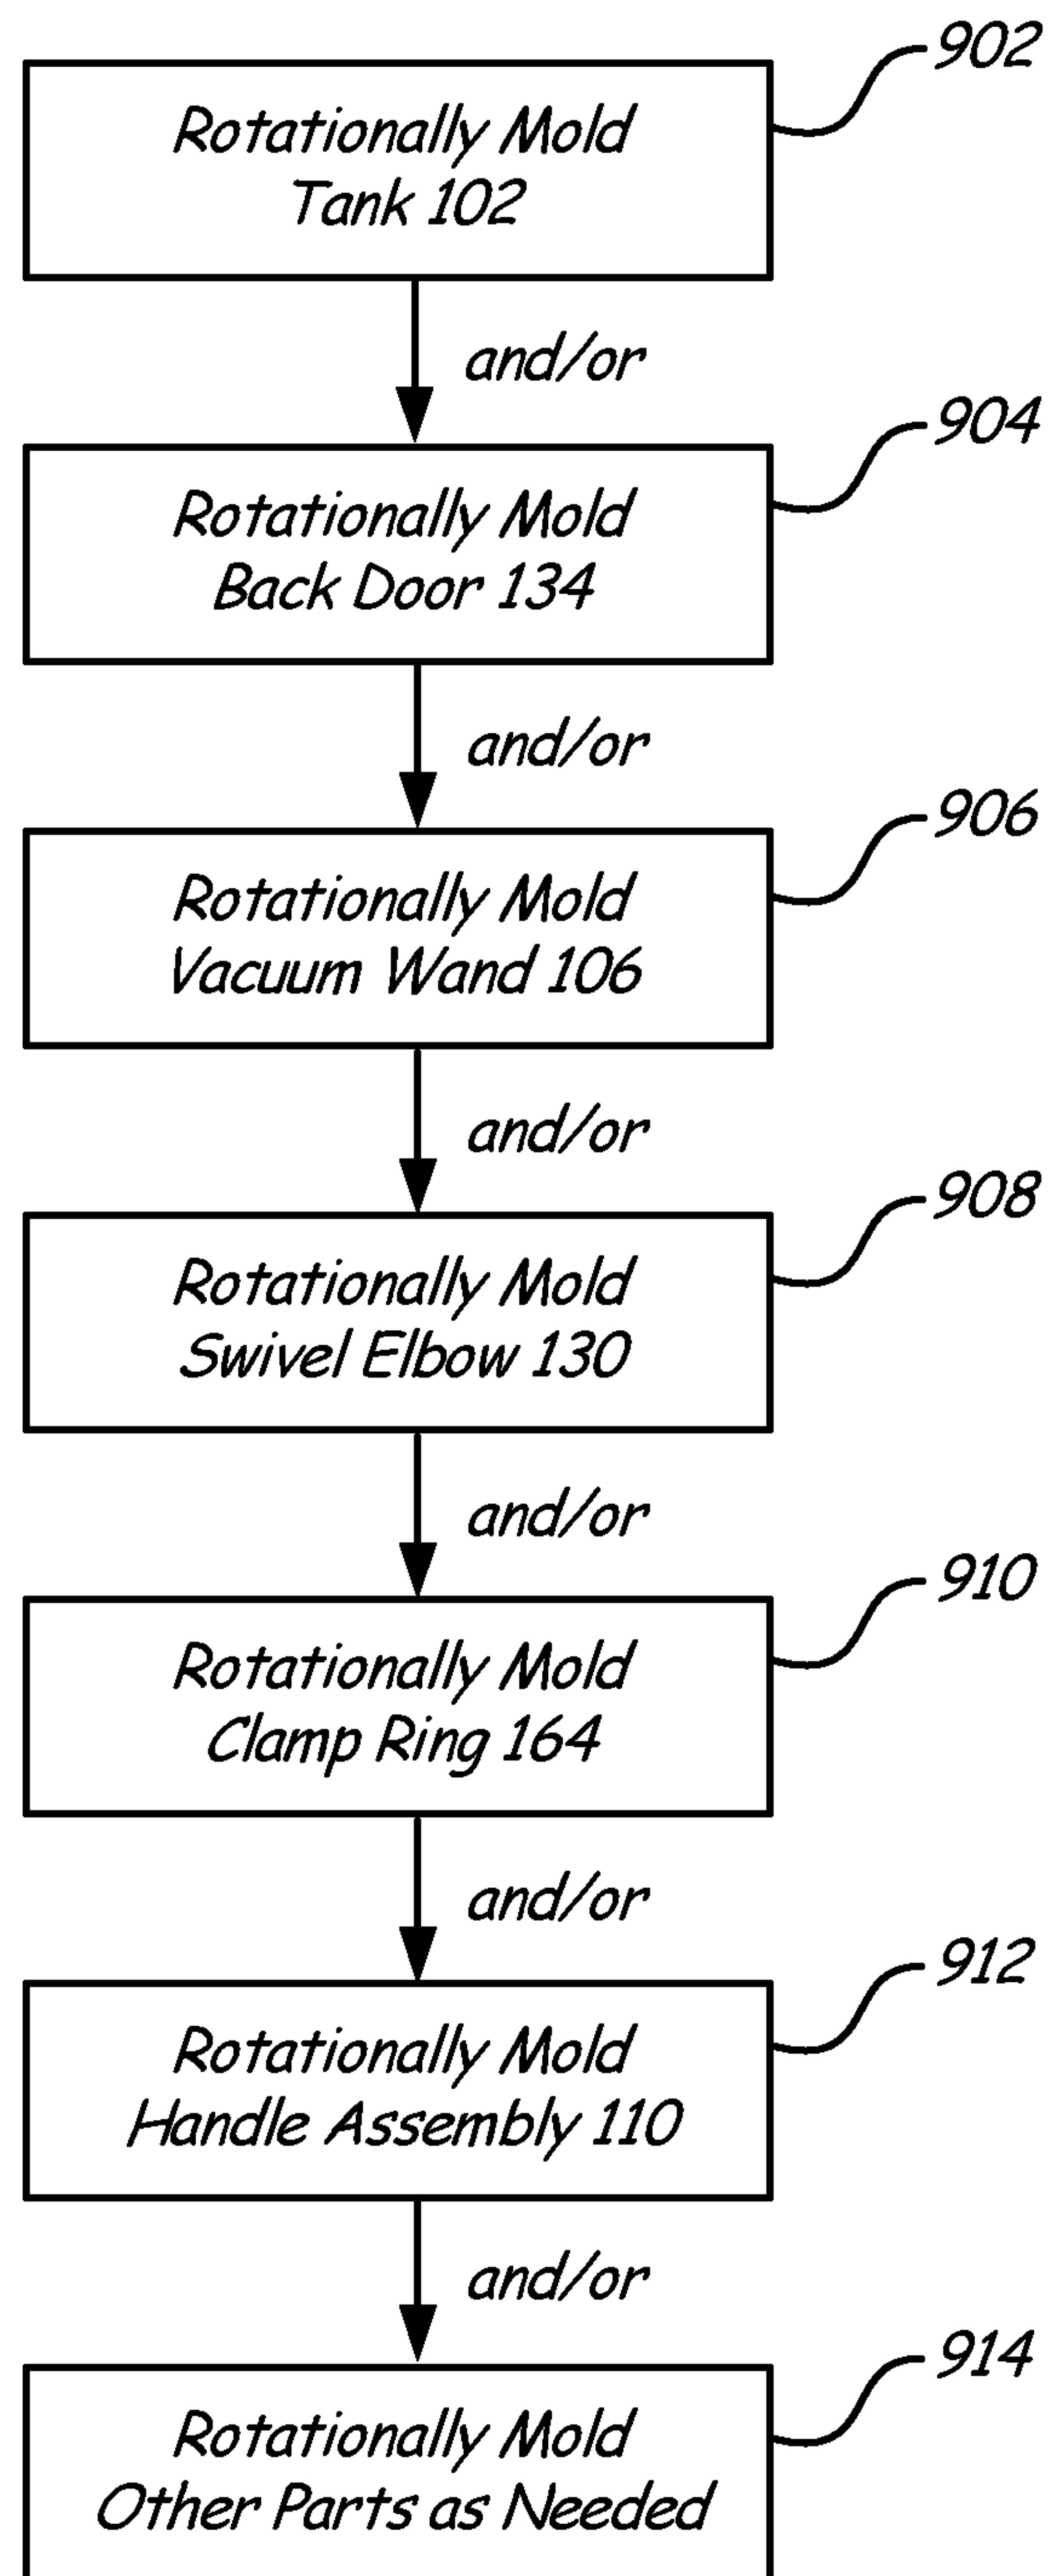 902
Rotationally Mold
Tank 102
and/or
904
Rotationally Mold
Back Door 134
and/or
906
Rotationally Mold
Vacuum Wand 106
and/or
908
Rotationally Mold
Swivel Elbow 130
and/or
910
Rotationally Mold
Clamp Ring 164
and/or
912
Rotationally Mold
Handle Assembly 110
and/or
914
Rotationally Mold
Other Parts as Needed